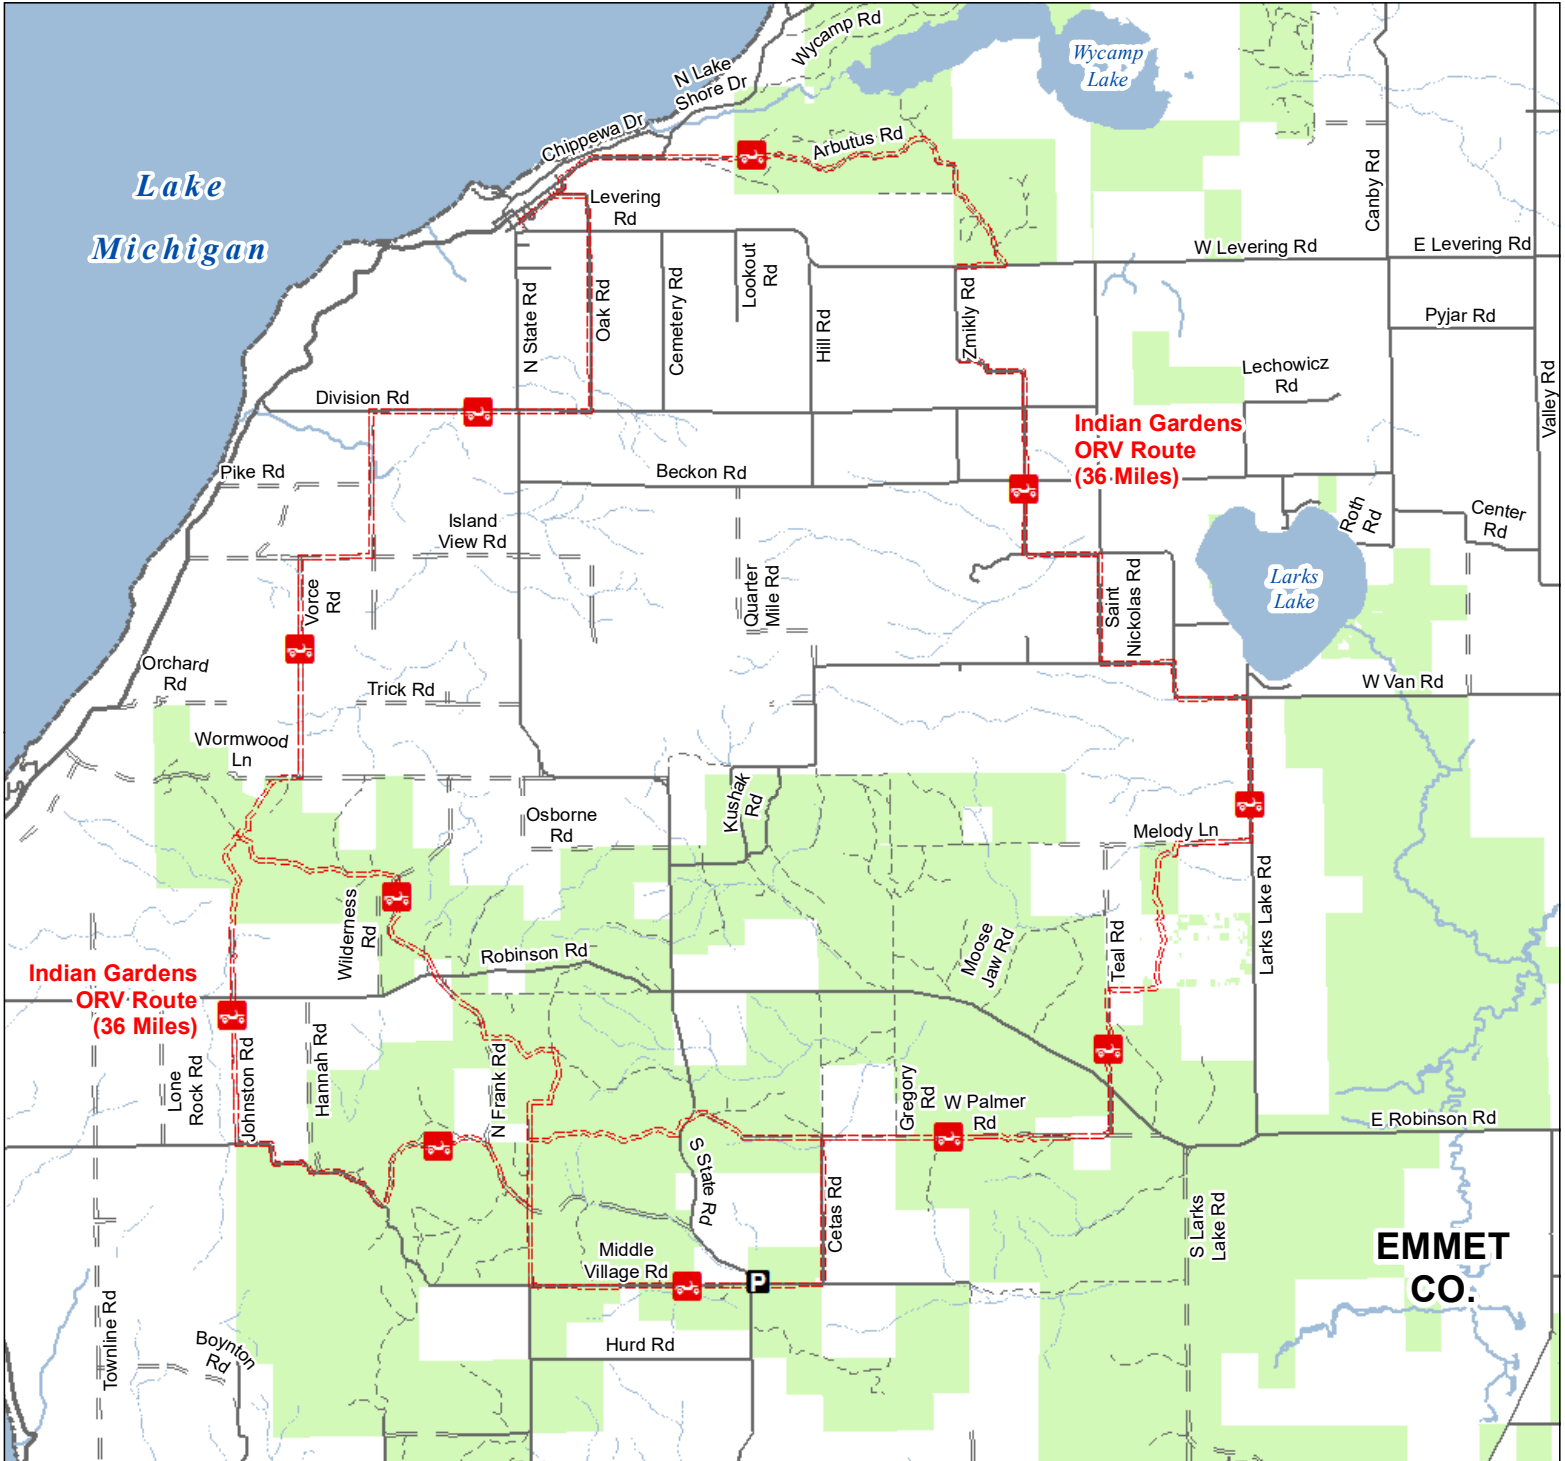 Wycamp Rd
Wycamp
Lake
N Lake
Shore Dr
Chippewa Dr
Arbutus Rd
Lake
Michigan
Levering
Rd
Canby Rd
W Levering Rd
E Levering Rd
N State Rd
Oak Rd
Cemetery Rd
Lookout
Rd
Hill Rd
Zmikly Rd
Pyjar Rd
Lechowicz
Rd
Valley Rd
Division Rd
Indian Gardens
ORV Route
(36 Miles)
Pike Rd
Beckon Rd
Island
View Rd
Roth
Rd
Center
Rd
Vorce
Rd
Quarter
Mile Rd
Saint
Nickolas Rd
Larks
Lake
Orchard
Rd
Trick Rd
W Van Rd
Wormwood
Ln
Kushak
Rd
Osborne
Rd
Melody Ln
Wilderness
Rd
Robinson Rd
Moose
Jaw Rd
Teal Rd
Larks Lake Rd
Indian Gardens
ORV Route
(36 Miles)
Lone
Rock Rd
Johnston Rd
Hannah Rd
N Frank Rd
Gregory
Rd
W Palmer
Rd
E Robinson Rd
S State Rd
Cetas Rd
S Larks
Lake Rd
Middle
Village Rd
P
EMMET
CO.
Townline Rd
Boynton
Rd
Hurd Rd